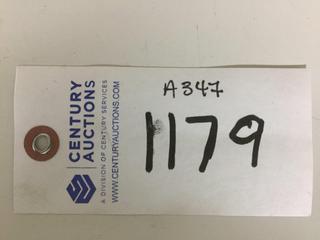 CENTURY
AUCTIONS
A DIVISION OF CENTURY SERVICES
WWW.CENTURYAUCTIONS.COM
A347
1179